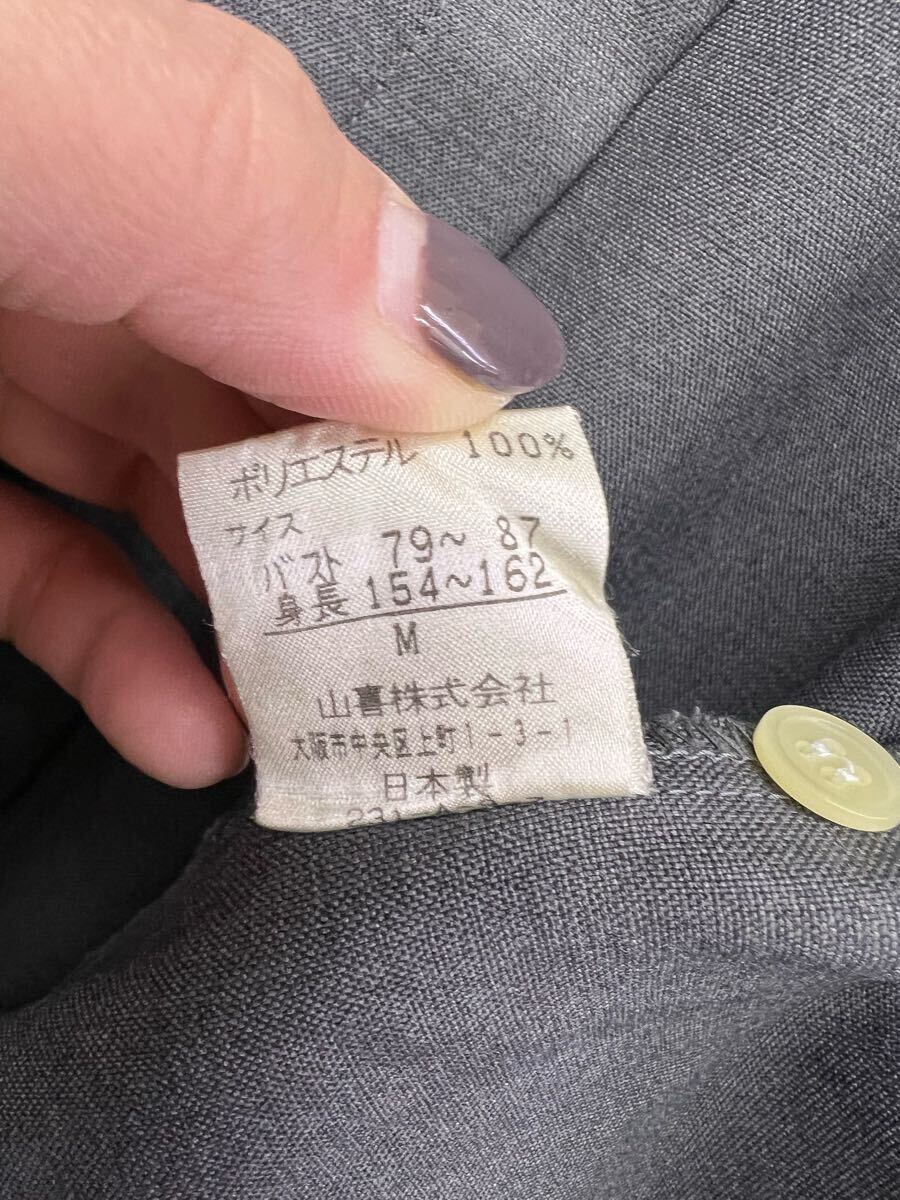 ポリエステル 100%
サイズ
バスト 79~ 87
身長 154~162
M
山喜株式会社
大阪市中央区上町1-3-1
日本製